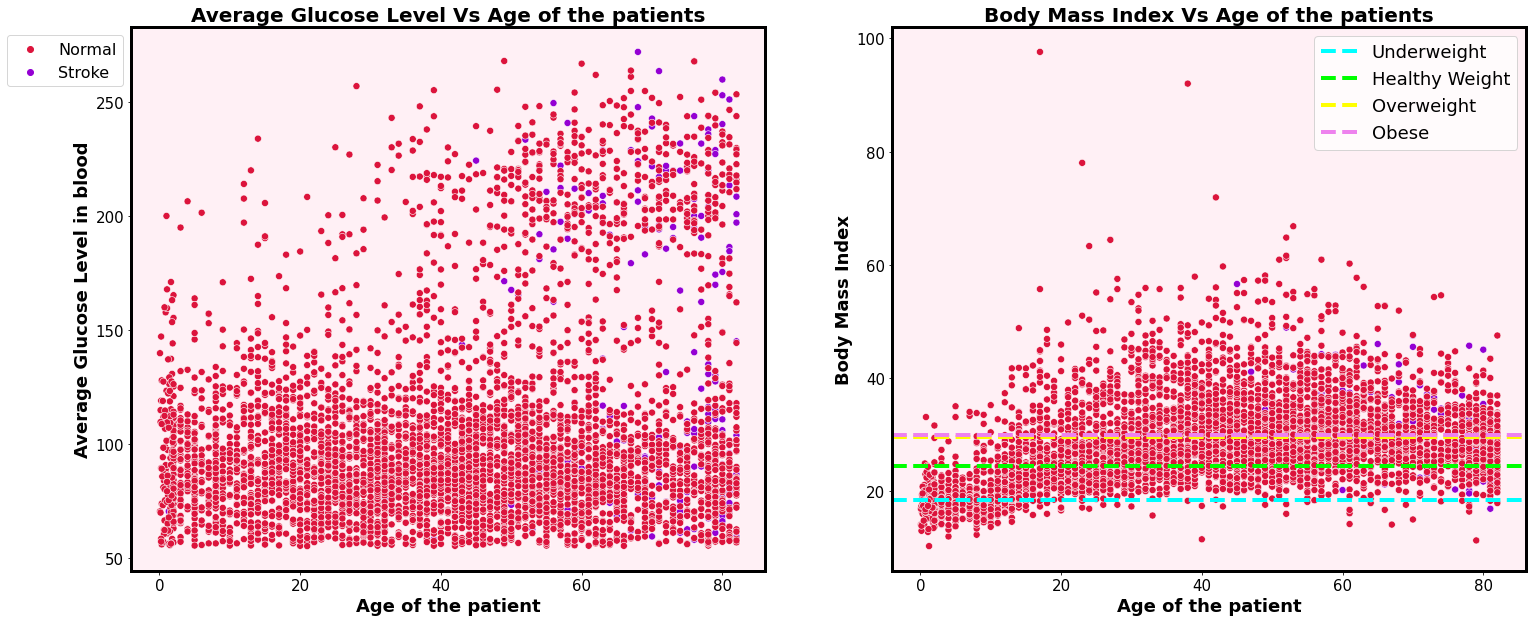 Average Glucose Level Vs Age of the patients
Normal
Stroke
Average Glucose Level in blood
250
200
150
100
50
0
20
40
60
80
Age of the patient
Body Mass Index Vs Age of the patients
Underweight
Healthy Weight
Overweight
Obese
Body Mass Index
100
80
60
40
20
0
20
40
60
80
Age of the patient